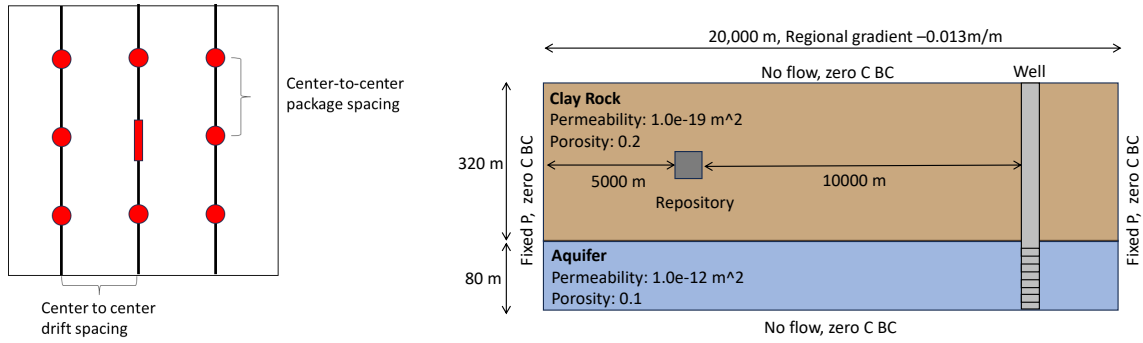 Center-to-center
package spacing
Center to center
drift spacing
20,000 m, Regional gradient –0.013m/m
No flow, zero C BC
Well
Clay Rock
Permeability: 1.0e-19 m^2
Porosity: 0.2
320 m
5000 m
10000 m
Repository
Fixed P, zero C BC
Fixed P, zero C BC
Aquifer
Permeability: 1.0e-12 m^2
Porosity: 0.1
80 m
No flow, zero C BC